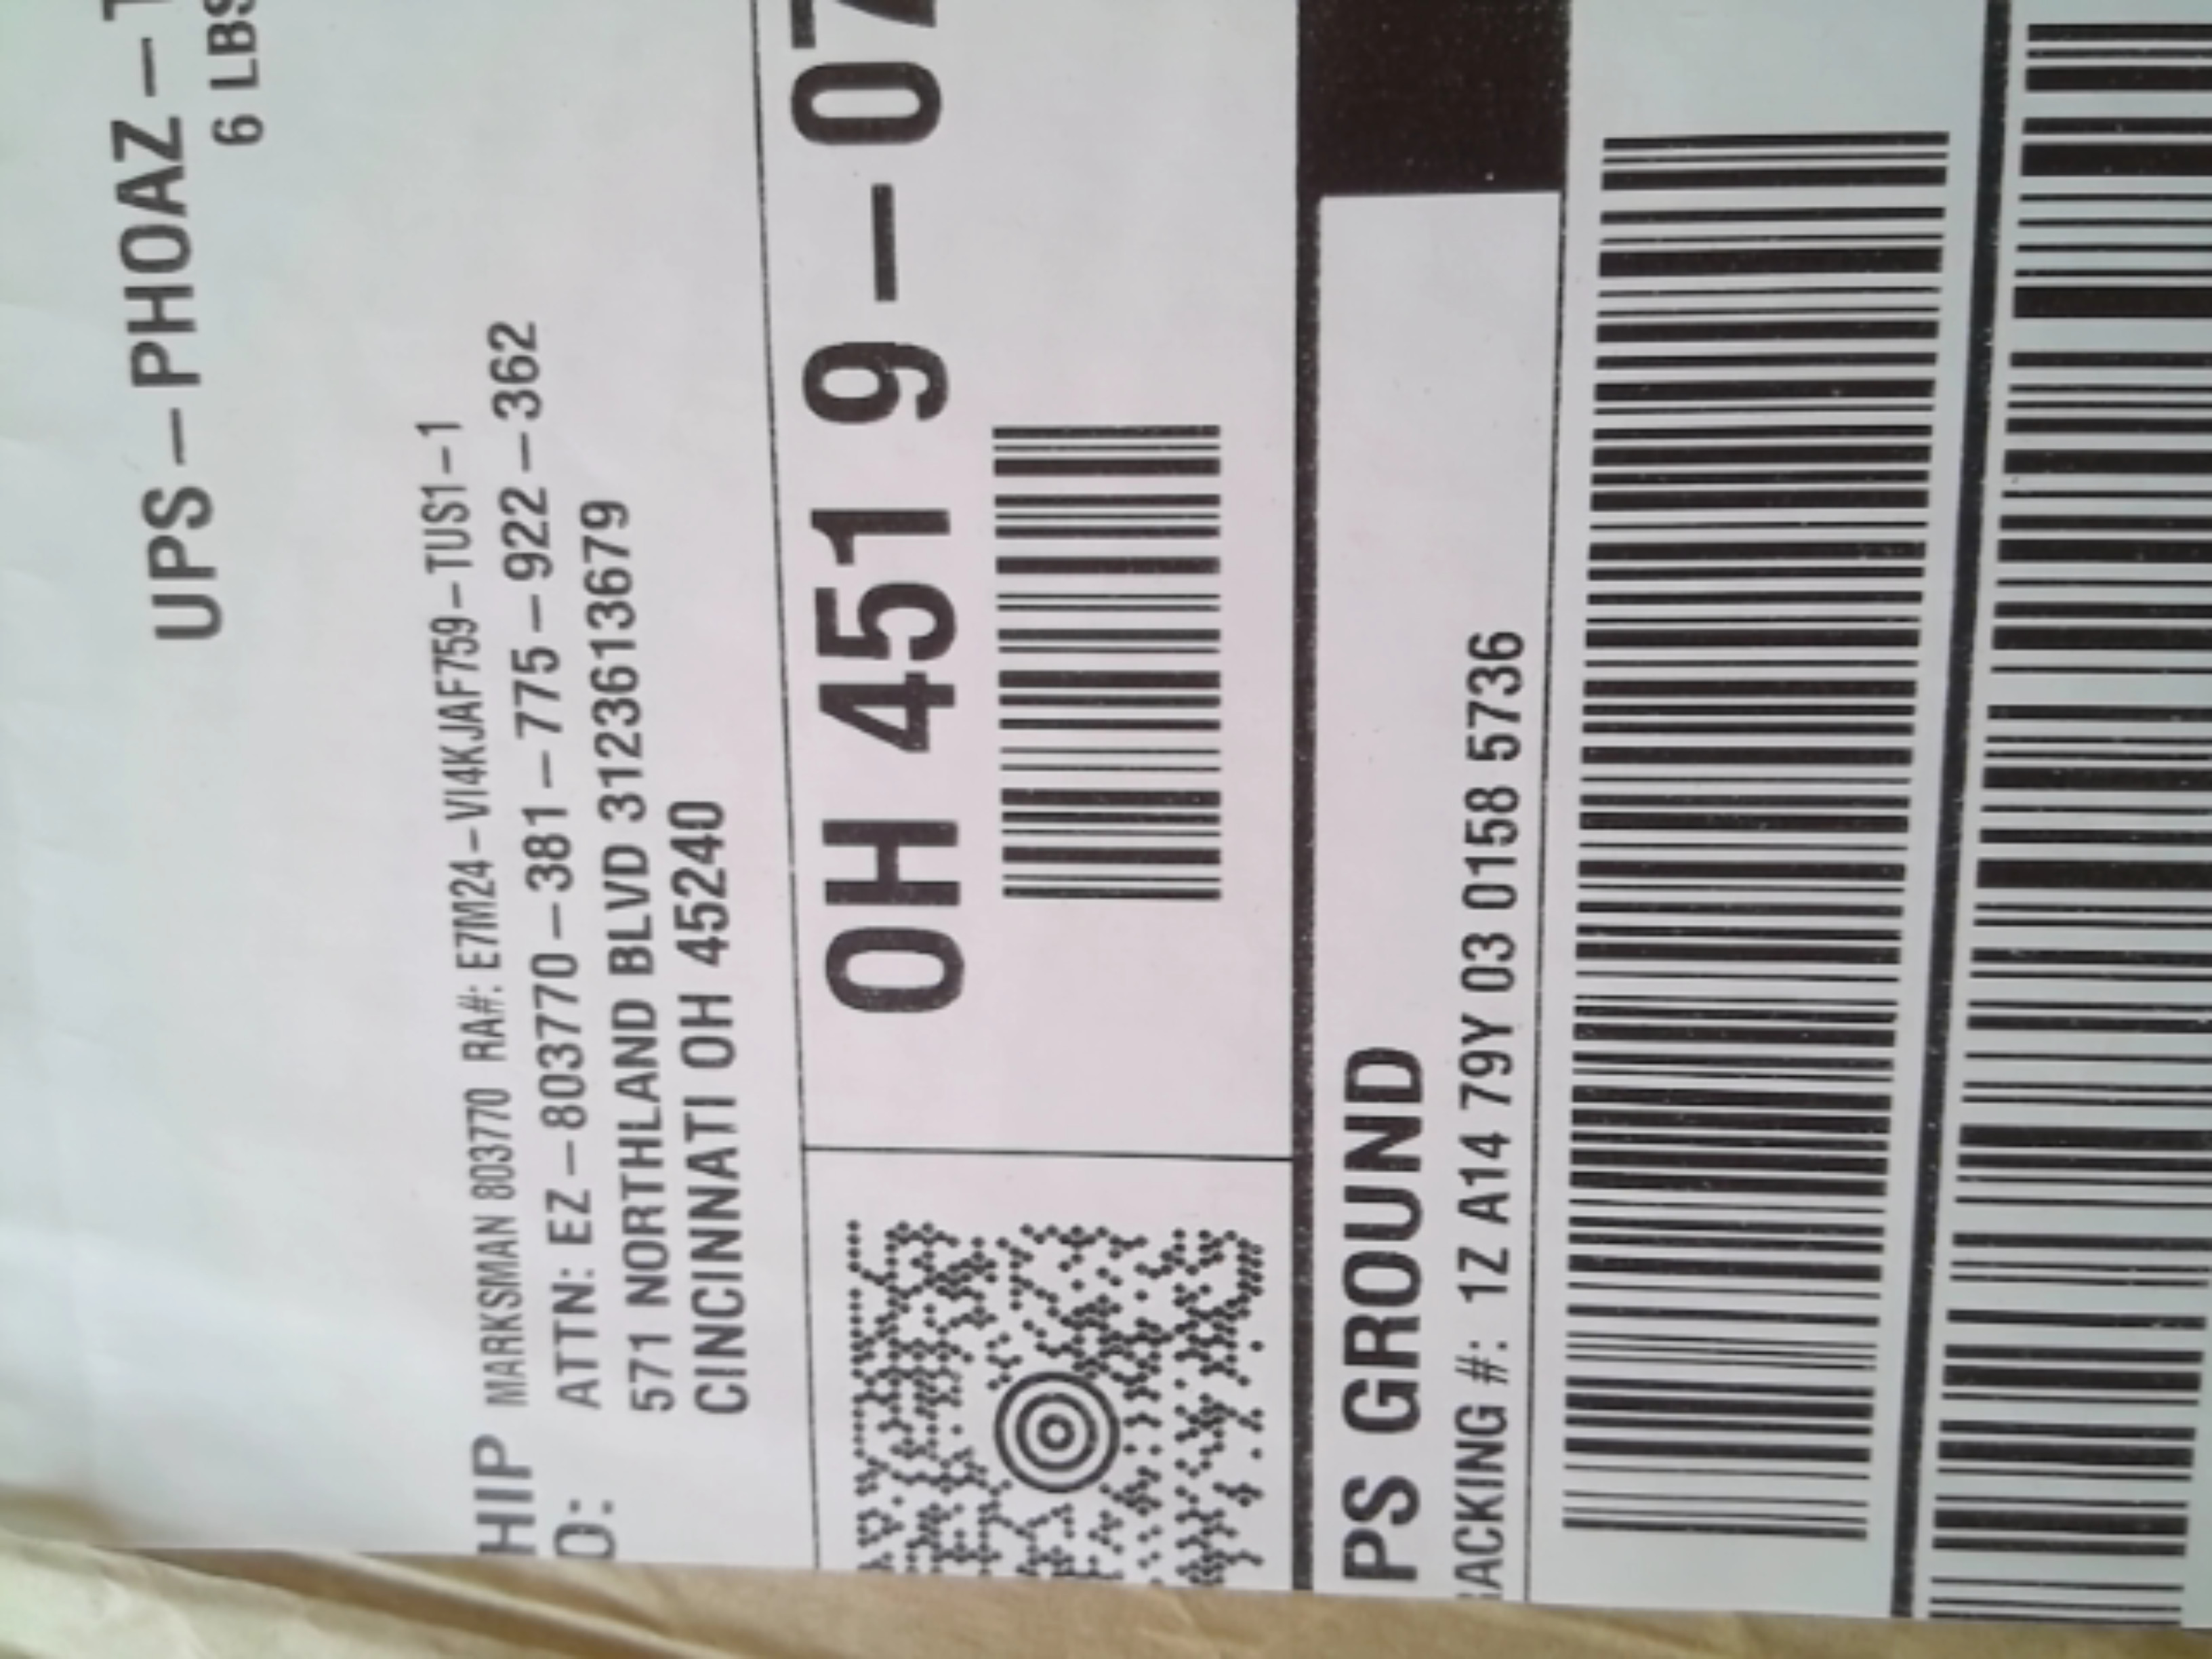 UPS-PHOAZ-T
6 LBS
HIP MARKSMAN 803770 RA#: E7M24-VI4KJAF759-TUS1-1
O: ATTN: EZ-803770-381-775-922-362
571 NORTHLAND BLVD 3123613679
CINCINNATI OH 45240
OH 451 9-07
PS GROUND
ACKING #: 1Z A14 79Y 03 0158 5736